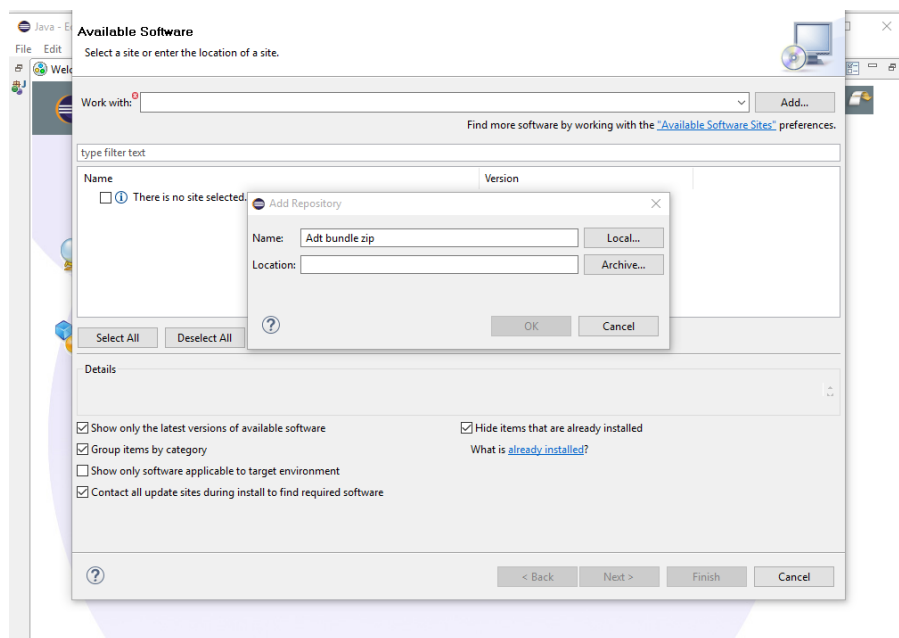 Java - E
File Edit
Welc
Available Software
Select a site or enter the location of a site.
Work with:
Add...
Find more software by working with the "Available Software Sites" preferences.
type filter text
Name Version
There is no site selected.
Add Repository
Name: Adt bundle zip Local...
Location: Archive...
OK Cancel
Select All Deselect All
Details
Show only the latest versions of available software
Hide items that are already installed
Group items by category
What is already installed?
Show only software applicable to target environment
Contact all update sites during install to find required software
< Back Next > Finish Cancel